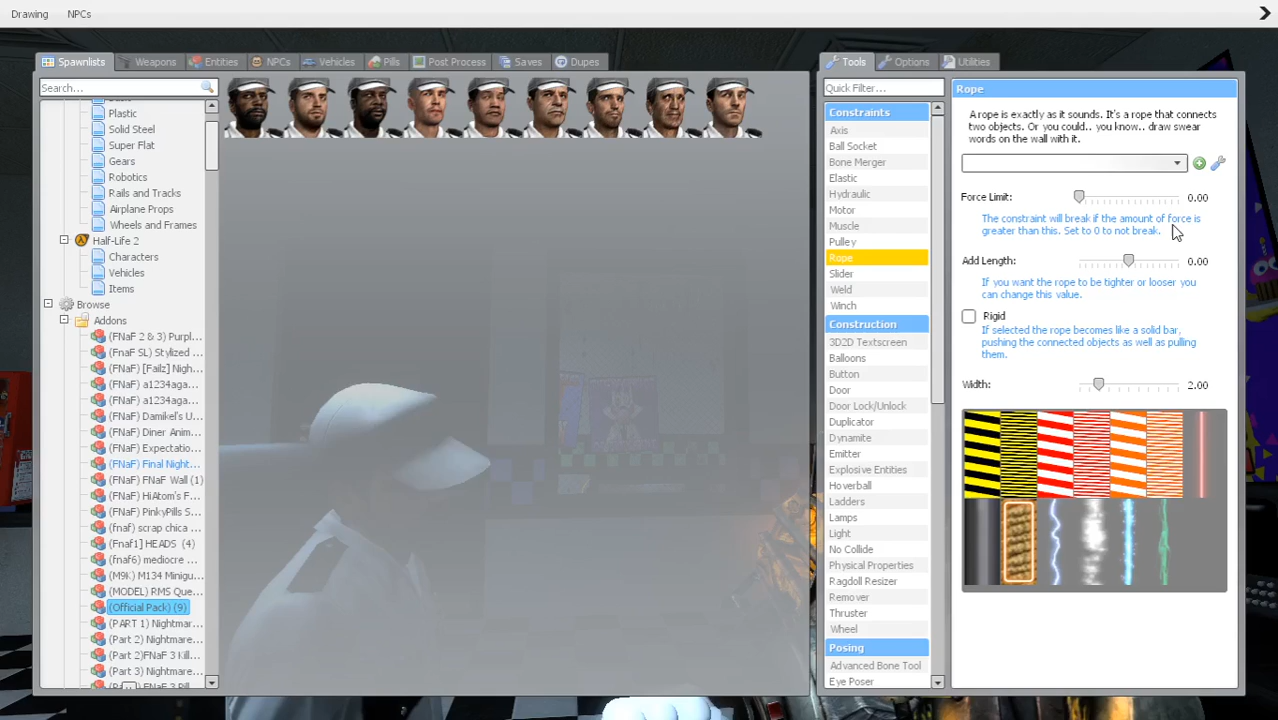 Drawing NPCs
Spawnlists Weapons Entities NPCs Vehicles Pills Post Process Saves Dupes
Search...
Plastic
Solid Steel
Super Flat
Gears
Robotics
Rails and Tracks
Airplane Props
Wheels and Frames
Half-Life 2
Characters
Vehicles
Items
Browse
Addons
(FNaF 2 & 3) Purpl...
(FnaF SL) Stylized ...
(FNaF) [Failz] Nigh...
(FNaF) a1234aga...
(FNaF) a1234aga...
(FNaF) Damikel's U...
(FNaF) Diner Anim...
(FNaF) Expectatio...
(FNaF) Final Night...
(FNaF) FNaF Wall (1)
(FNaF) HiAtom's F...
(FNaF) PinkyPills S...
(fnaf) scrap chica ...
(Fnaf1] HEADS (4)
(fnaf6) mediocre ...
(M9K) M134 Minigu...
(MODEL) RMS Que...
(Official Pack) (9)
(PART 1) Nightmar...
(Part 2) Nightmare...
(Part 2)FNaF 3 Kill...
(Part 3) Nightmare...
Tools Options Utilities
Quick Filter...
Constraints
Axis
Ball Socket
Bone Merger
Elastic
Hydraulic
Motor
Muscle
Pulley
Rope
Slider
Weld
Winch
Construction
3D2D Textscreen
Balloons
Button
Door
Door Lock/Unlock
Duplicator
Dynamite
Emitter
Explosive Entities
Hoverball
Ladders
Lamps
Light
No Collide
Physical Properties
Ragdoll Resizer
Remover
Thruster
Wheel
Posing
Advanced Bone Tool
Eye Poser
Rope
A rope is exactly as it sounds. It's a rope that connects
two objects. Or you could.. you know.. draw swear
words on the wall with it.
Force Limit: 0.00
The constraint will break if the amount of force is
greater than this. Set to 0 to not break.
Add Length: 0.00
If you want the rope to be tighter or looser you
can change this value.
Rigid
If selected the rope becomes like a solid bar,
pushing the connected objects as well as pulling
them.
Width: 2.00